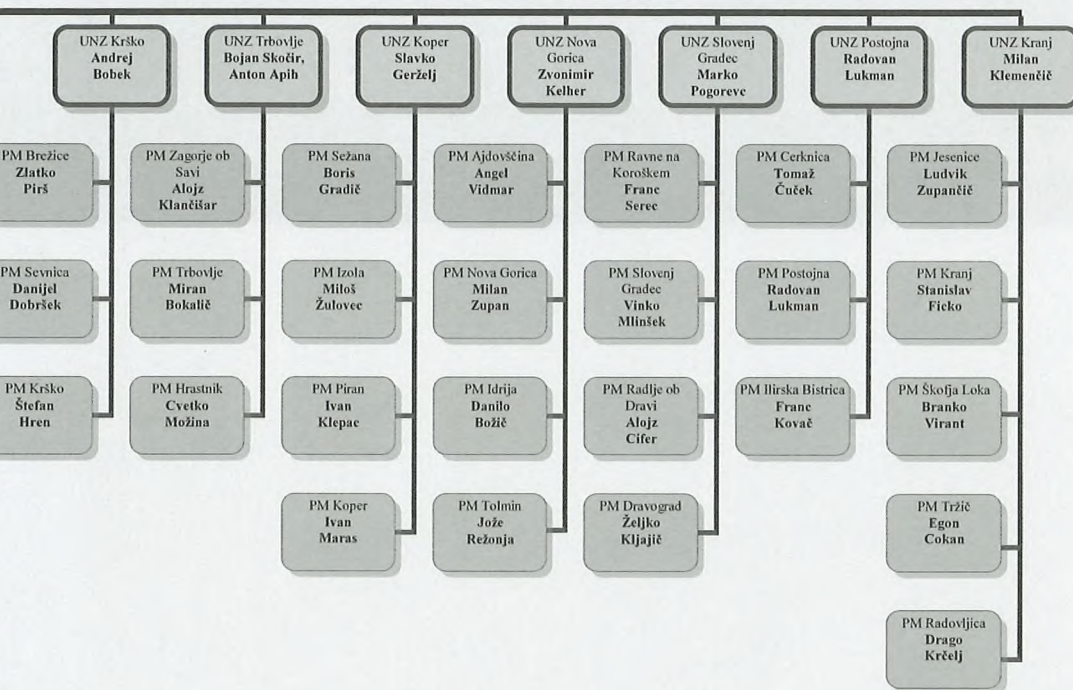 UNZ Krško
Andrej
Bobek
UNZ Trbovlje
Bojan Skočir,
Anton Apih
UNZ Koper
Slavko
Gerželj
UNZ Nova
Gorica
Zvonimir
Kelher
UNZ Slovenj
Gradec
Marko
Pogorevc
UNZ Postojna
Radovan
Lukman
UNZ Kranj
Milan
Klemenčič
PM Brežice
Zlatko
Pirš
PM Zagorje ob
Savi
Alojz
Klančišar
PM Sežana
Boris
Gradič
PM Ajdovščina
Angel
Vidmar
PM Ravne na
Koroškem
Franc
Serec
PM Cerknica
Tomaž
Čuček
PM Jesenice
Ludvik
Zupančič
PM Sevnica
Danijel
Dobršek
PM Trbovlje
Miran
Bokalič
PM Izola
Miloš
Žulovec
PM Nova Gorica
Milan
Zupan
PM Slovenj
Gradec
Vinko
Mlinšek
PM Postojna
Radovan
Lukman
PM Kranj
Stanislav
Ficko
PM Krško
Štefan
Hren
PM Hrastnik
Cvetko
Možina
PM Piran
Ivan
Klepac
PM Idrija
Danilo
Božič
PM Radlje ob
Dravi
Alojz
Cifer
PM Ilirska Bistrica
Franc
Kovač
PM Škofja Loka
Branko
Virant
PM Koper
Ivan
Maras
PM Tolmin
Jože
Režonja
PM Dravograd
Željko
Kljajič
PM Tržič
Egon
Cokan
PM Radovljica
Drago
Krčelj